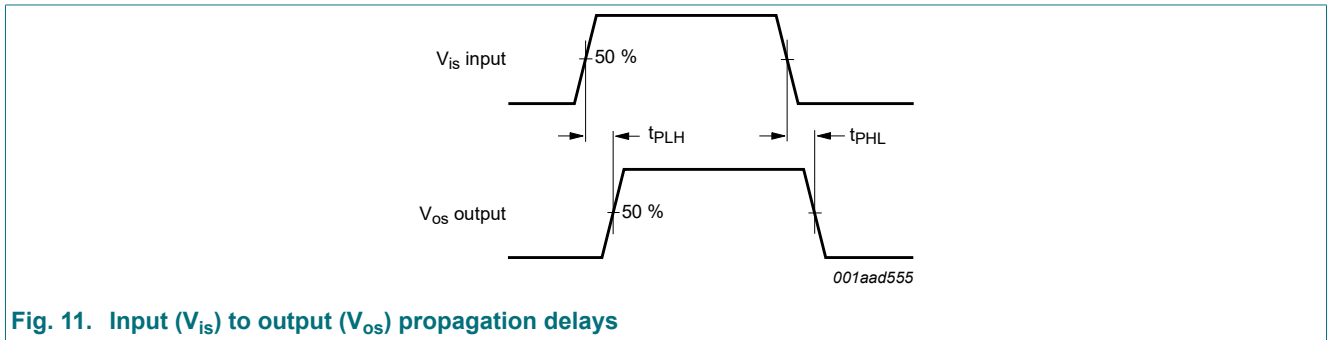 V_is input
50 %
t_PLH
t_PHL
V_os output
50 %
001aad555
Fig. 11. Input (V_is) to output (V_os) propagation delays